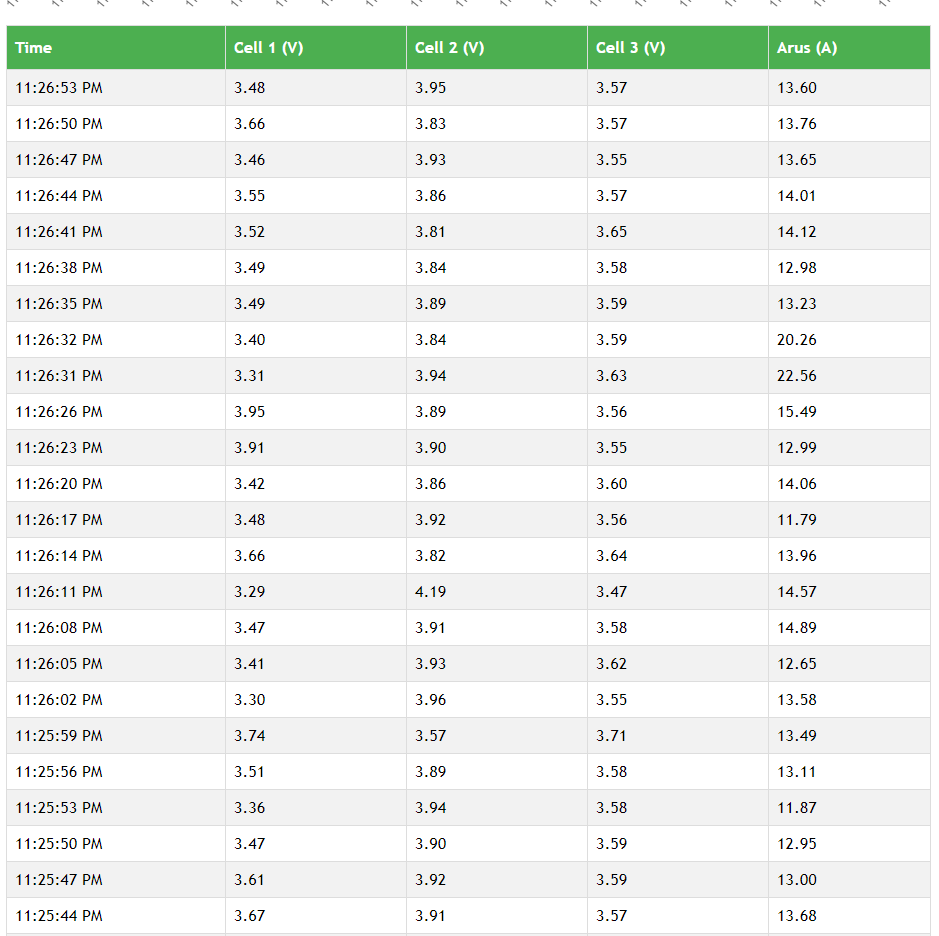 Time Cell 1 (V) Cell 2 (V) Cell 3 (V) Arus (A)
11:26:53 PM 3.48 3.95 3.57 13.60
11:26:50 PM 3.66 3.83 3.57 13.76
11:26:47 PM 3.46 3.93 3.55 13.65
11:26:44 PM 3.55 3.86 3.57 14.01
11:26:41 PM 3.52 3.81 3.65 14.12
11:26:38 PM 3.49 3.84 3.58 12.98
11:26:35 PM 3.49 3.89 3.59 13.23
11:26:32 PM 3.40 3.84 3.59 20.26
11:26:31 PM 3.31 3.94 3.63 22.56
11:26:26 PM 3.95 3.89 3.56 15.49
11:26:23 PM 3.91 3.90 3.55 12.99
11:26:20 PM 3.42 3.86 3.60 14.06
11:26:17 PM 3.48 3.92 3.56 11.79
11:26:14 PM 3.66 3.82 3.64 13.96
11:26:11 PM 3.29 4.19 3.47 14.57
11:26:08 PM 3.47 3.91 3.58 14.89
11:26:05 PM 3.41 3.93 3.62 12.65
11:26:02 PM 3.30 3.96 3.55 13.58
11:25:59 PM 3.74 3.57 3.71 13.49
11:25:56 PM 3.51 3.89 3.58 13.11
11:25:53 PM 3.36 3.94 3.58 11.87
11:25:50 PM 3.47 3.90 3.59 12.95
11:25:47 PM 3.61 3.92 3.59 13.00
11:25:44 PM 3.67 3.91 3.57 13.68